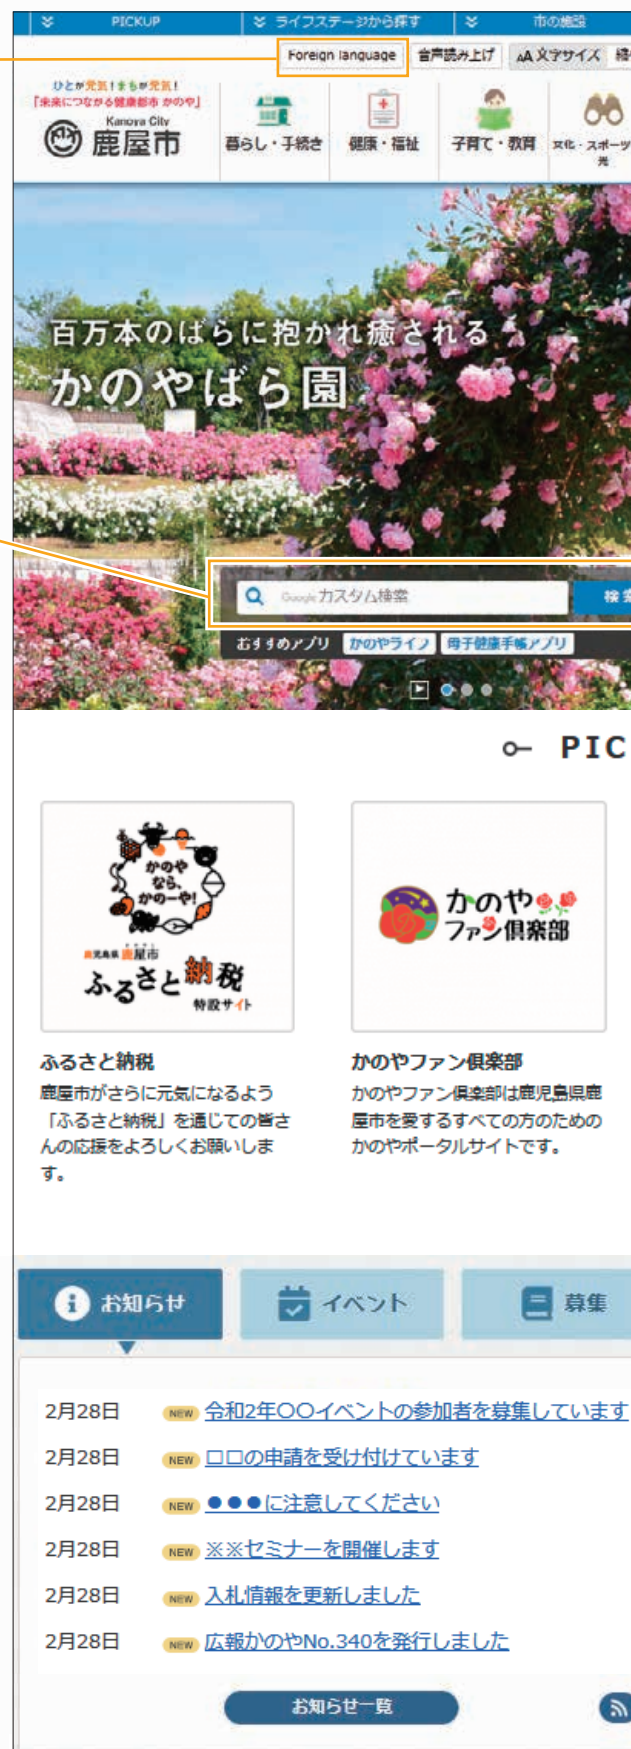 PICKUP
ライフステージから探す
市の施設
Foreign language
音声読み上げ
AA 文字サイズ
ひとが元気!まちが元気!
「未来につながる健康都市 かのや」
Kanoya City
鹿屋市
暮らし・手続き
健康・福祉
子育て・教育
文化・スポーツ
光
百万本のばらに抱かれ癒される
かのやばら園
Google カスタム検索
検索
おすすめアプリ
かのやライフ
母子健康手帳アプリ
PIC
かのや
なら、
かのーや!
鹿児島県 鹿屋市
ふるさと納税
特設サイト
かのや
ファン倶楽部
ふるさと納税
鹿屋市がさらに元気になるよう
「ふるさと納税」を通じての皆さ
んの応援をよろしくお願いしま
す。
かのやファン倶楽部
かのやファン倶楽部は鹿児島県鹿
屋市を愛するすべての方のための
かのやポータルサイトです。
お知らせ
イベント
募集
2月28日 NEW 令和2年〇〇イベントの参加者を募集しています
2月28日 NEW □□の申請を受け付けています
2月28日 NEW ●●●に注意してください
2月28日 NEW ※※セミナーを開催します
2月28日 NEW 入札情報を更新しました
2月28日 NEW 広報かのやNo.340を発行しました
お知らせ一覧